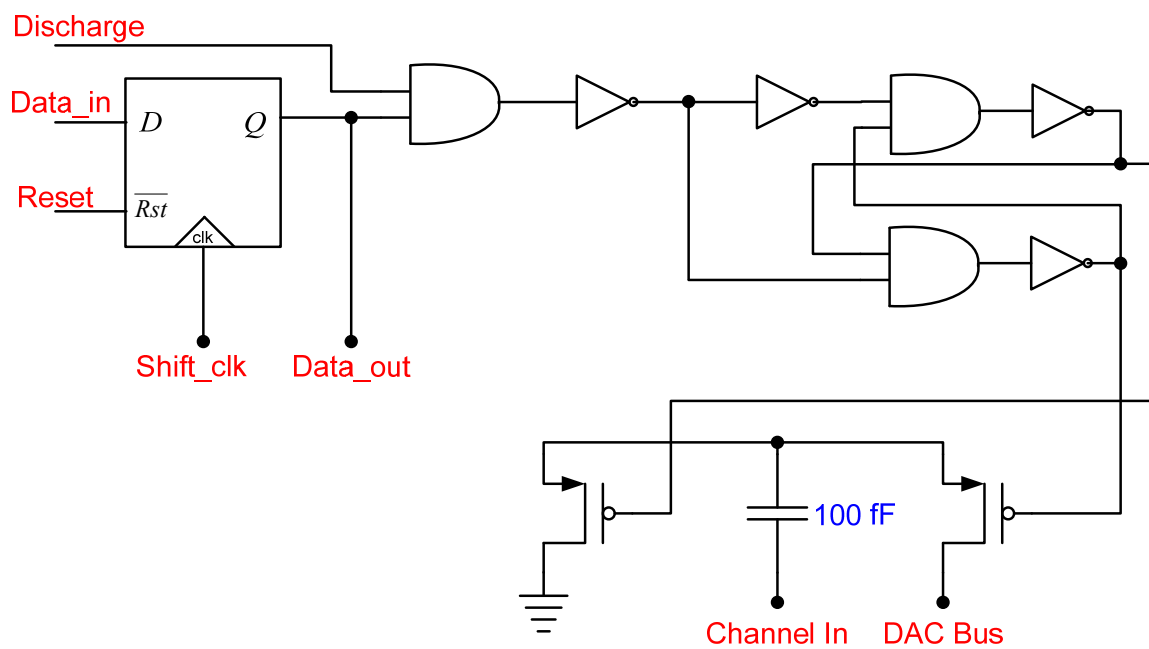 Discharge
Data_in
D
Q
Reset
Rst
clk
Shift_clk
Data_out
100 fF
Channel In
DAC Bus